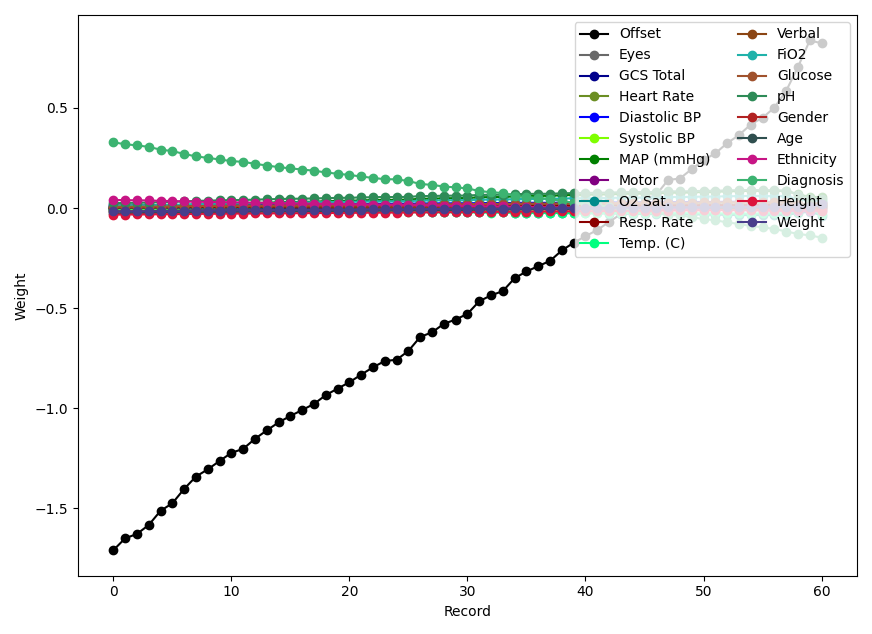 Offset
Eyes
GCS Total
Heart Rate
Diastolic BP
Systolic BP
MAP (mmHg)
Motor
O2 Sat.
Resp. Rate
Temp. (C)
Verbal
FiO2
Glucose
pH
Gender
Age
Ethnicity
Diagnosis
Height
Weight
0.5
0.0
−0.5
−1.0
−1.5
Weight
0 10 20 30 40 50 60
Record